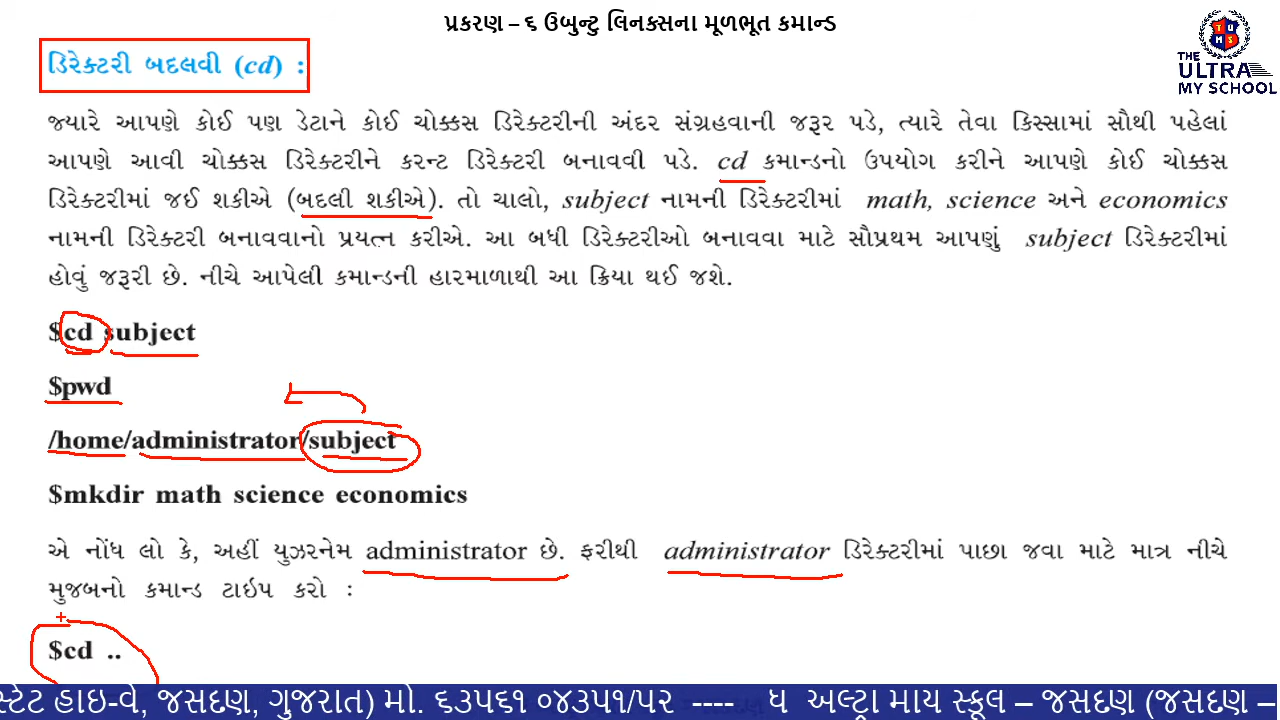 પ્રકરણ – ૬ ઉબુન્ટુ લિનક્સના મૂળભૂત કમાન્ડ
TUMS
THE
ULTRA
MY SCHOOL
ડિરેક્ટરી બદલવી (cd) :
જ્યારે આપણે કોઈ પણ ડેટાને કોઈ ચોક્કસ ડિરેક્ટરીની અંદર સંગ્રહવાની જરૂર પડે, ત્યારે તેવા કિસ્સામાં સૌથી પહેલાં
આપણે આવી ચોક્કસ ડિરેક્ટરીને કરન્ટ ડિરેક્ટરી બનાવવી પડે. cd કમાન્ડનો ઉપયોગ કરીને આપણે કોઈ ચોક્કસ
ડિરેક્ટરીમાં જઈ શકીએ (બદલી શકીએ). તો ચાલો, subject નામની ડિરેક્ટરીમાં math, science અને economics
નામની ડિરેક્ટરી બનાવવાનો પ્રયત્ન કરીએ. આ બધી ડિરેક્ટરીઓ બનાવવા માટે સૌપ્રથમ આપણું subject ડિરેક્ટરીમાં
હોવું જરૂરી છે. નીચે આપેલી કમાન્ડની હારમાળાથી આ ક્રિયા થઈ જશે.
$cd subject
$pwd
/home/administrator/subject
$mkdir math science economics
એ નોંધ લો કે, અહીં યુઝરનેમ administrator છે. ફરીથી administrator ડિરેક્ટરીમાં પાછા જવા માટે માત્ર નીચે
મુજબનો કમાન્ડ ટાઇપ કરો :
$cd ..
સ્ટેટ હાઇ-વે, જસદણ, ગુજરાત) મો. ૬૩૫૬૧ ૦૪૩૫૧/૫૨ ---- ધ અલ્ટ્રા માય સ્કૂલ – જસદણ (જસદણ –